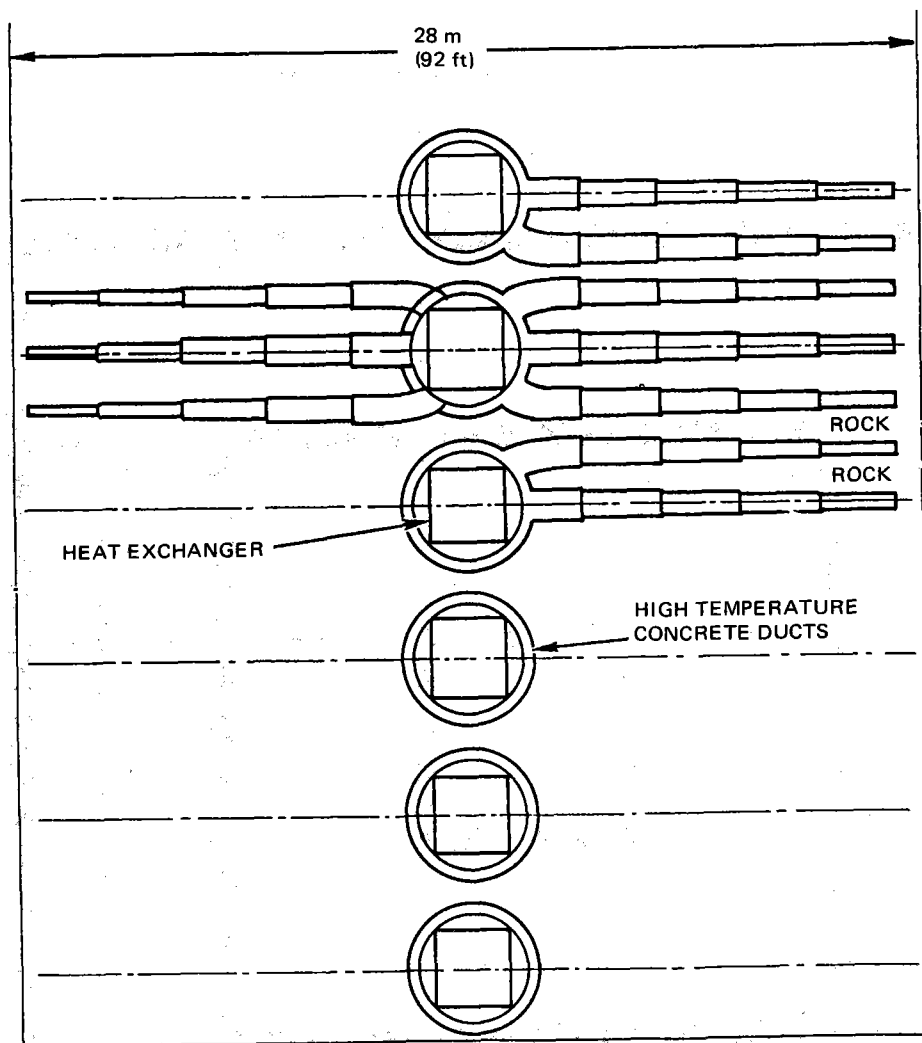 28 m
(92 ft)
ROCK
ROCK
HEAT EXCHANGER
HIGH TEMPERATURE
CONCRETE DUCTS